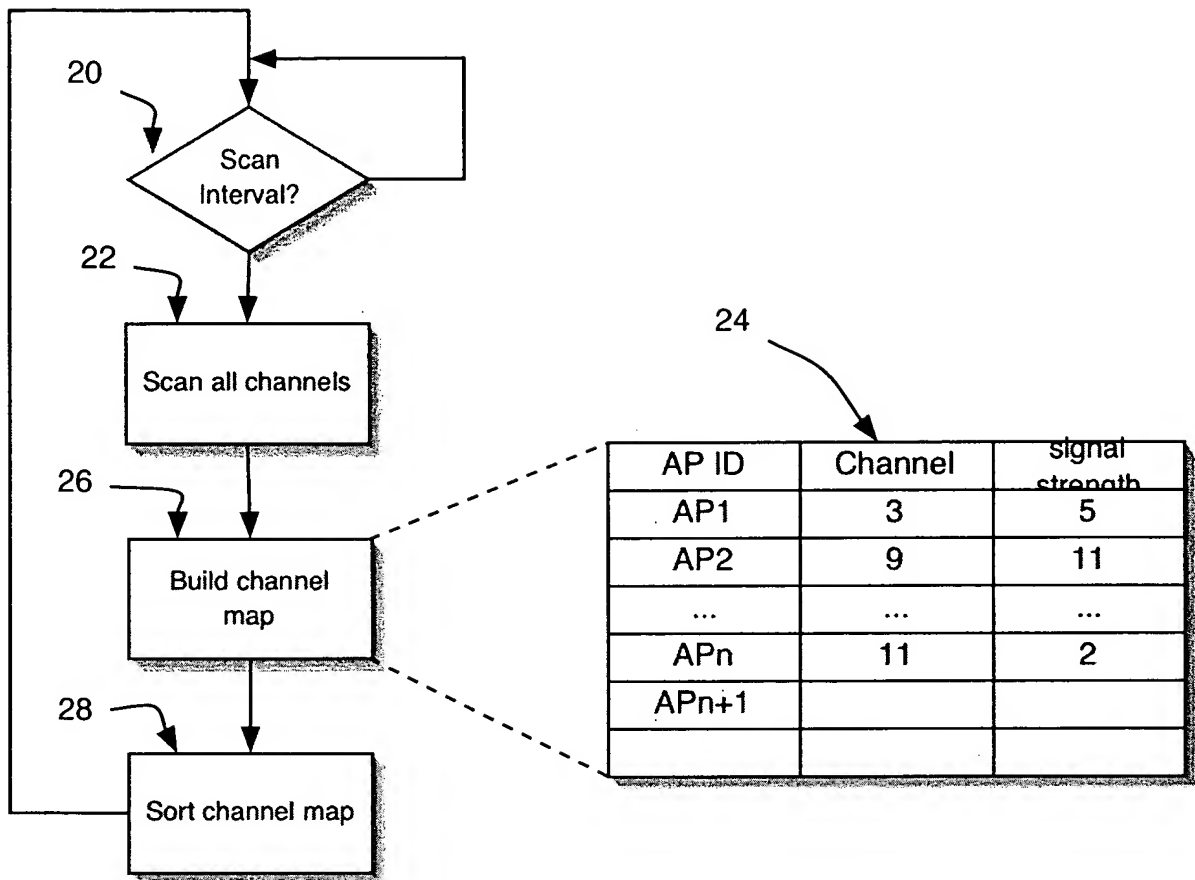 20
Scan
Interval?
22
Scan all channels
24
26
Build channel
map
AP ID Channel signal
strength
AP1 3 5
AP2 9 11
... ... ...
APn 11 2
APn+1
28
Sort channel map